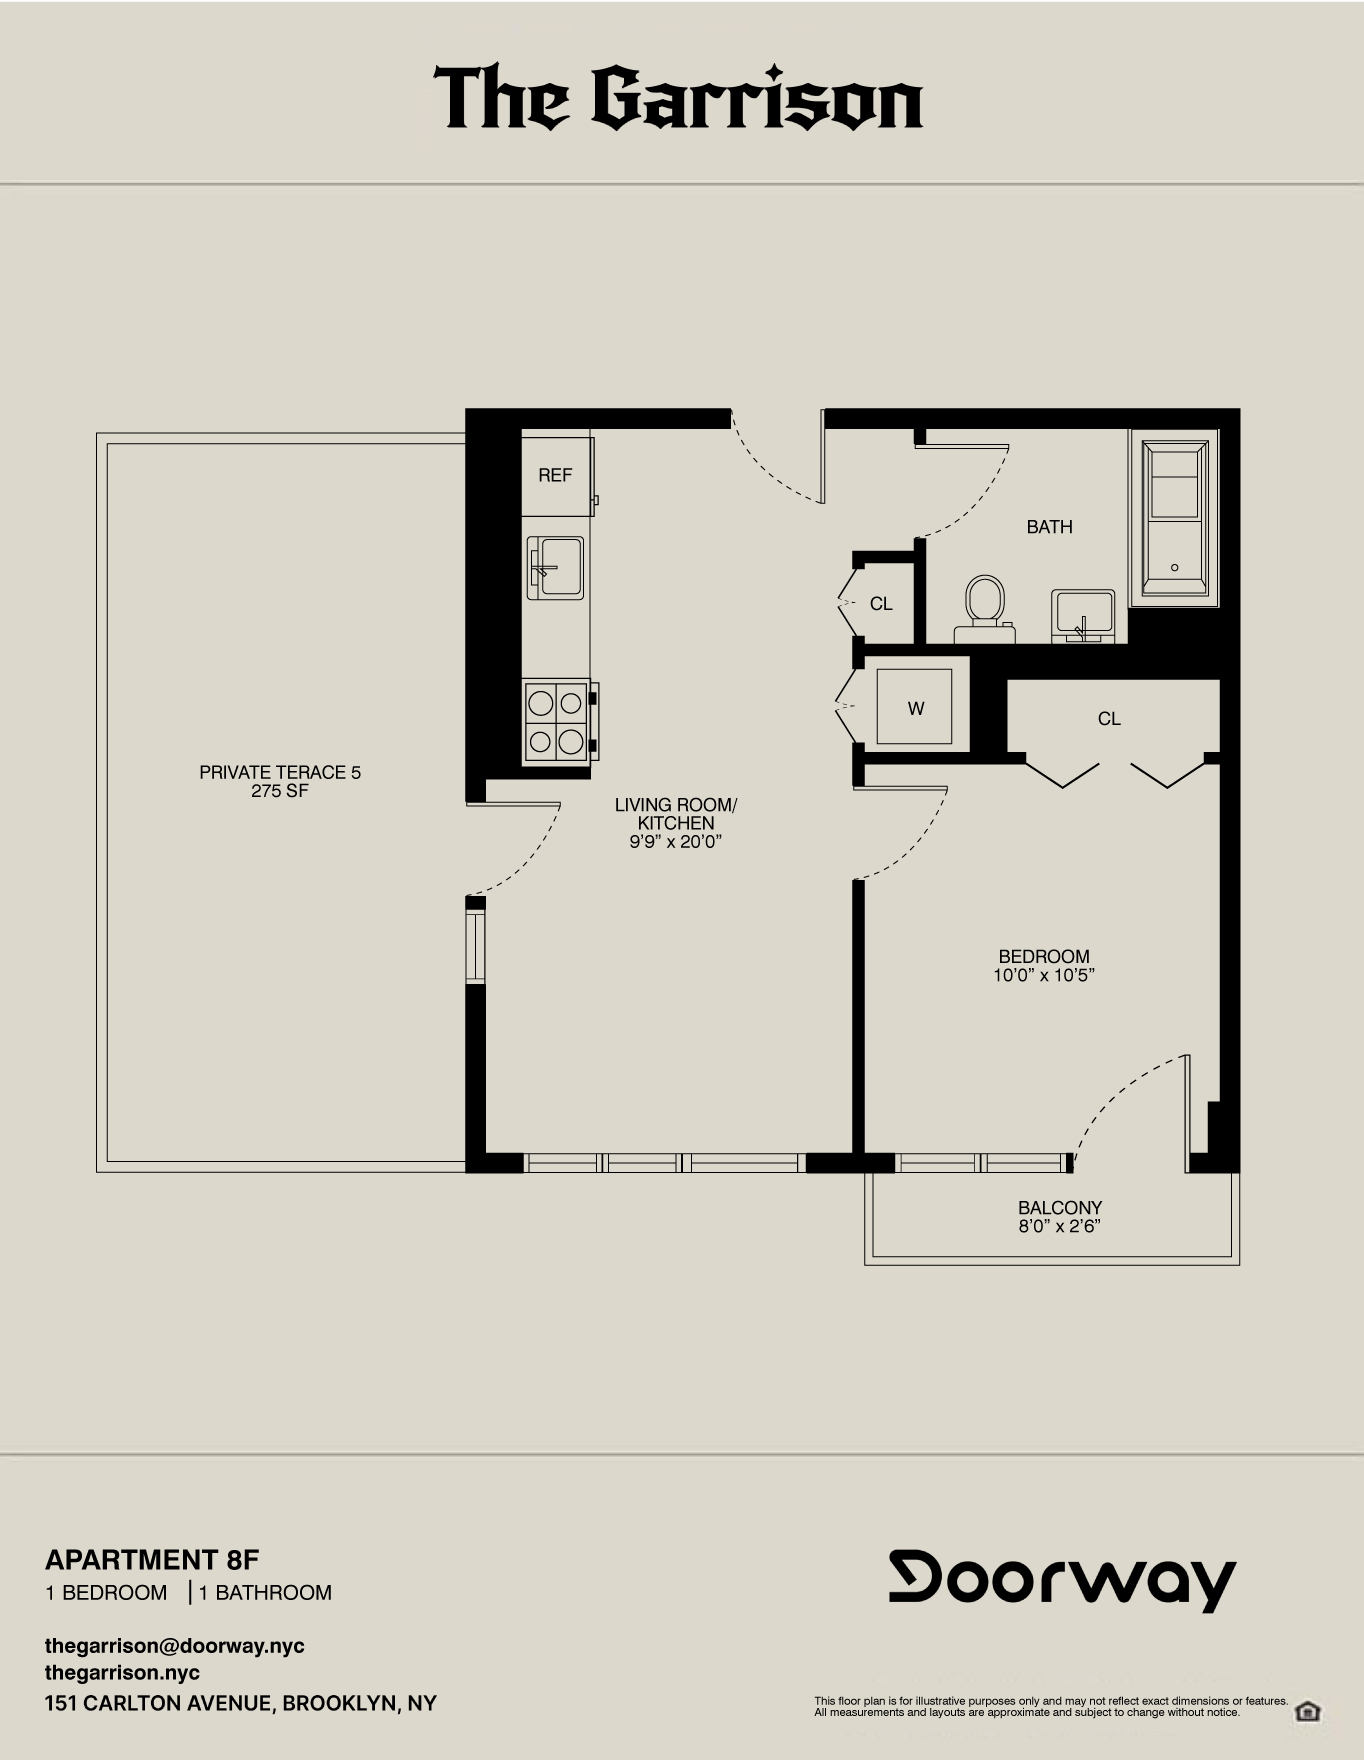 The Garrison
REF
BATH
CL
W
CL
PRIVATE TERACE 5
275 SF
LIVING ROOM/
KITCHEN
9’9” x 20’0”
BEDROOM
10’0” x 10’5”
BALCONY
8’0” x 2’6”
APARTMENT 8F
1 BEDROOM | 1 BATHROOM
thegarrison@doorway.nyc
thegarrison.nyc
151 CARLTON AVENUE, BROOKLYN, NY
Doorway
This floor plan is for illustrative purposes only and may not reflect exact dimensions or features.
All measurements and layouts are approximate and subject to change without notice.